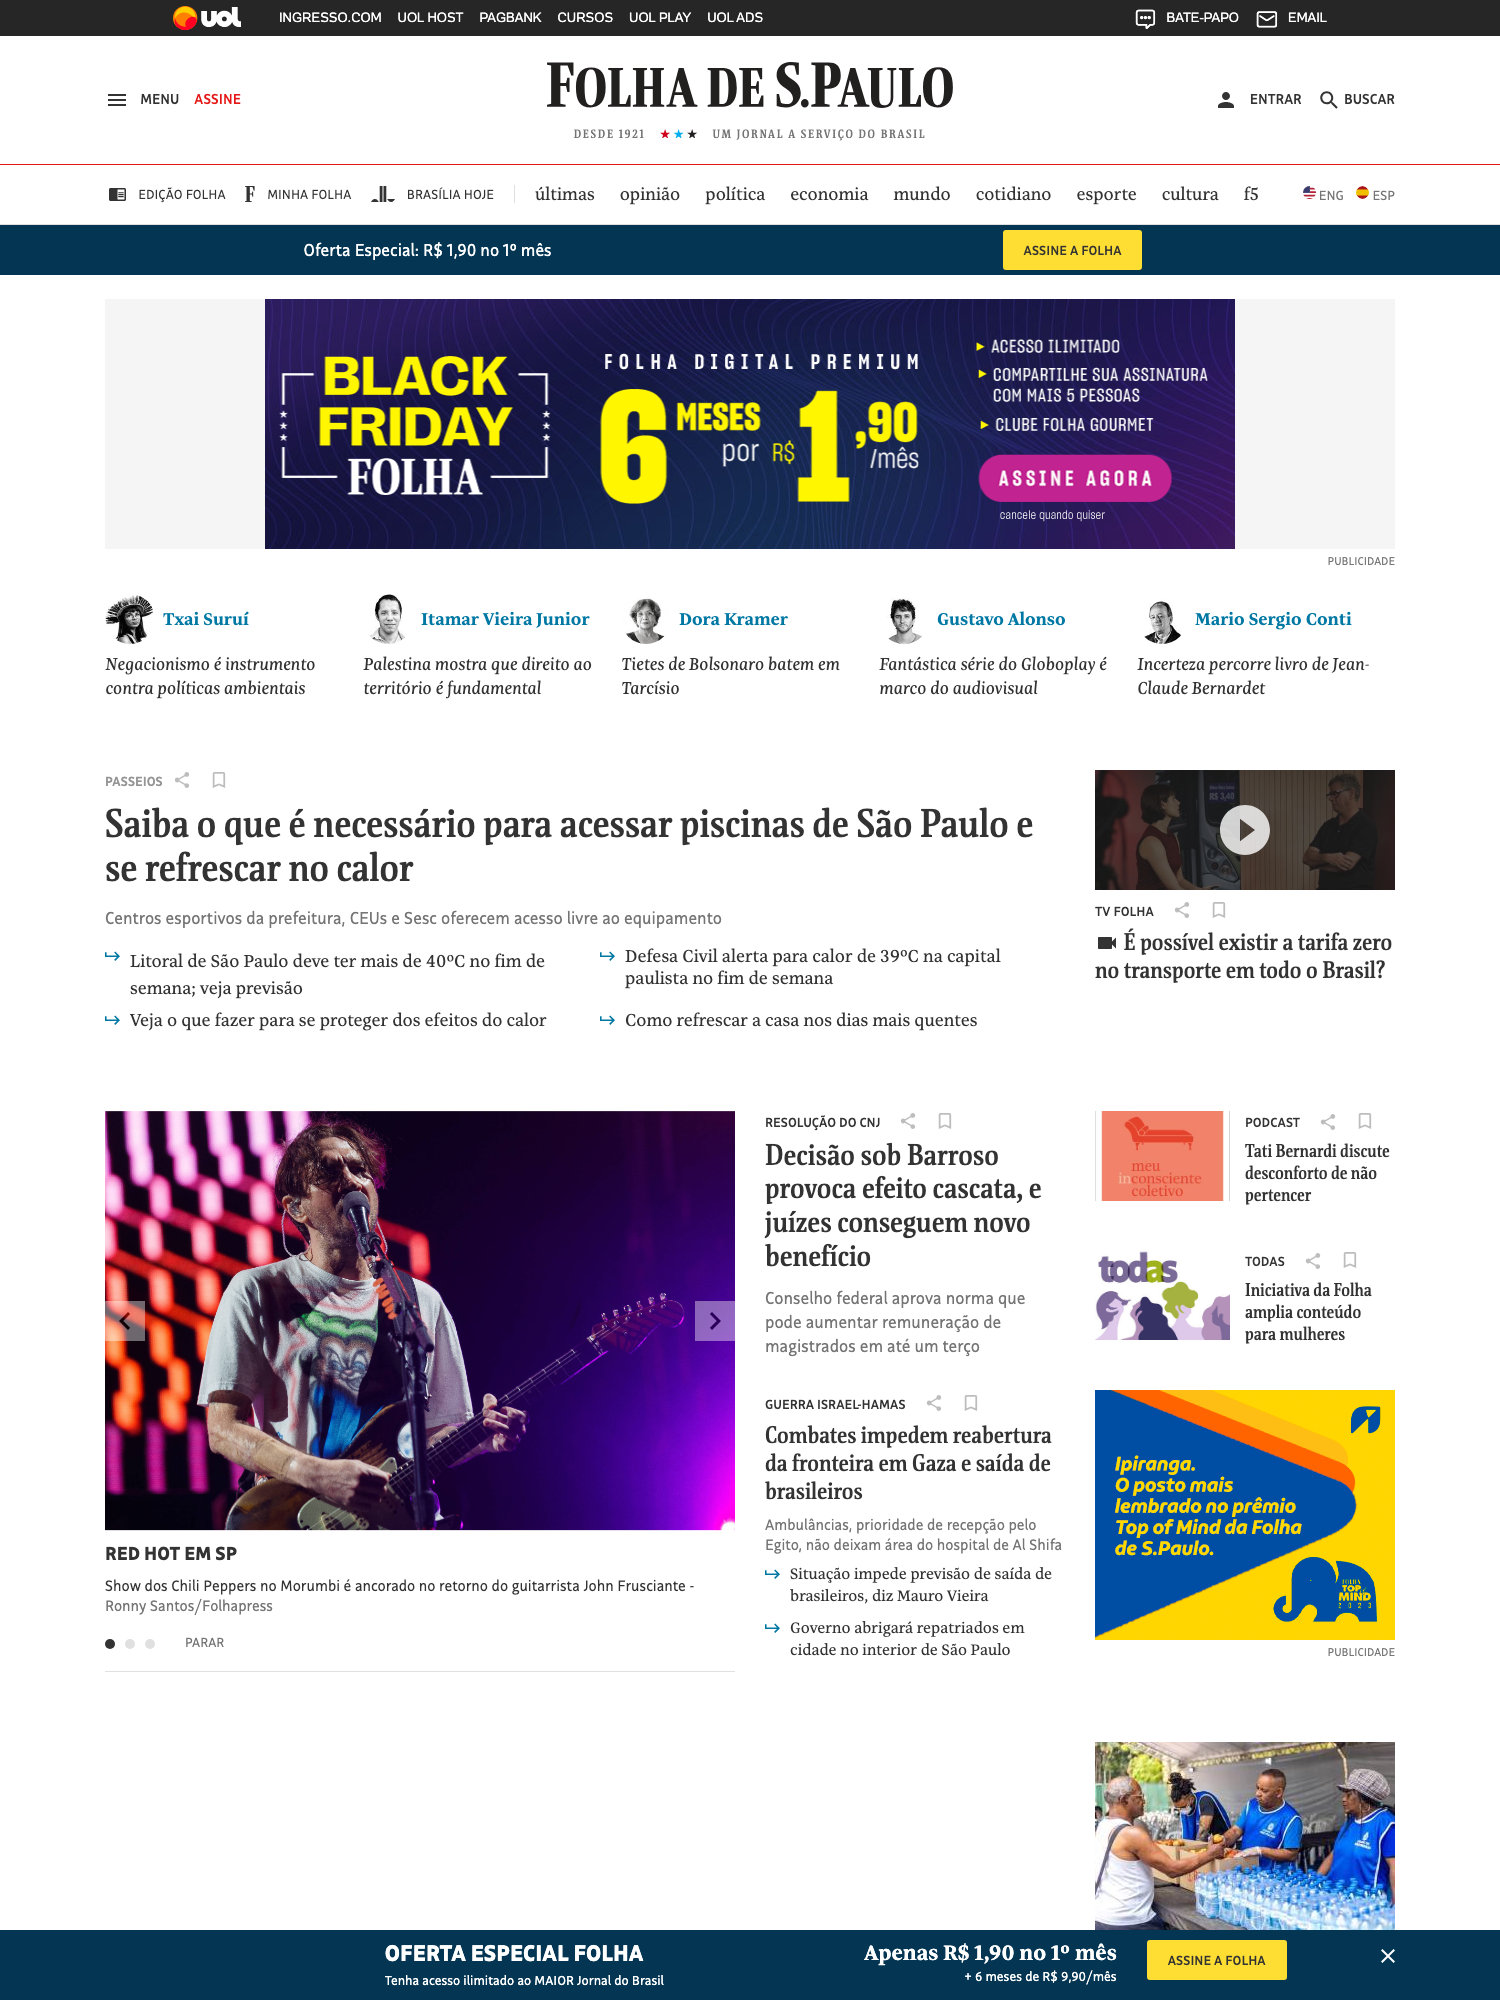 uol
INGRESSO.COM UOL HOST PAGBANK CURSOS UOL PLAY UOL ADS
BATE-PAPO EMAIL
MENU ASSINE
FOLHA DE S.PAULO
ENTRAR BUSCAR
DESDE 1921 ★★★ UM JORNAL A SERVIÇO DO BRASIL
EDIÇÃO FOLHA F MINHA FOLHA BRASÍLIA HOJE
últimas opinião política economia mundo cotidiano esporte cultura f5
ENG ESP
Oferta Especial: R$ 1,90 no 1º mês
ASSINE A FOLHA
BLACK
FRIDAY
FOLHA
FOLHA DIGITAL PREMIUM
6 MESES
por R$ 1,90
/mês
ACESSO ILIMITADO
COMPARTILHE SUA ASSINATURA
COM MAIS 5 PESSOAS
CLUBE FOLHA GOURMET
ASSINE AGORA
cancele quando quiser
PUBLICIDADE
Txai Suruí
Negacionismo é instrumento
contra políticas ambientais
Itamar Vieira Junior
Palestina mostra que direito ao
território é fundamental
Dora Kramer
Tietes de Bolsonaro batem em
Tarcísio
Gustavo Alonso
Fantástica série do Globoplay é
marco do audiovisual
Mario Sergio Conti
Incerteza percorre livro de Jean-
Claude Bernardet
PASSEIOS
Saiba o que é necessário para acessar piscinas de São Paulo e
se refrescar no calor
Centros esportivos da prefeitura, CEUs e Sesc oferecem acesso livre ao equipamento
Litoral de São Paulo deve ter mais de 40ºC no fim de
semana; veja previsão
Defesa Civil alerta para calor de 39ºC na capital
paulista no fim de semana
Veja o que fazer para se proteger dos efeitos do calor
Como refrescar a casa nos dias mais quentes
R$ 3,40
TV FOLHA
É possível existir a tarifa zero
no transporte em todo o Brasil?
RED HOT EM SP
Show dos Chili Peppers no Morumbi é ancorado no retorno do guitarrista John Frusciante -
Ronny Santos/Folhapress
PARAR
RESOLUÇÃO DO CNJ
Decisão sob Barroso
provoca efeito cascata, e
juízes conseguem novo
benefício
Conselho federal aprova norma que
pode aumentar remuneração de
magistrados em até um terço
GUERRA ISRAEL-HAMAS
Combates impedem reabertura
da fronteira em Gaza e saída de
brasileiros
Ambulâncias, prioridade de recepção pelo
Egito, não deixam área do hospital de Al Shifa
Situação impede previsão de saída de
brasileiros, diz Mauro Vieira
Governo abrigará repatriados em
cidade no interior de São Paulo
meu
inconsciente
coletivo
PODCAST
Tati Bernardi discute
desconforto de não
pertencer
todas
TODAS
Iniciativa da Folha
amplia conteúdo
para mulheres
Ipiranga.
O posto mais
lembrado no prêmio
Top of Mind da Folha
de S.Paulo.
FOLHA
TOP of
MIND
2023
PUBLICIDADE
OFERTA ESPECIAL FOLHA
Tenha acesso ilimitado ao MAIOR Jornal do Brasil
Apenas R$ 1,90 no 1º mês
+ 6 meses de R$ 9,90/mês
ASSINE A FOLHA